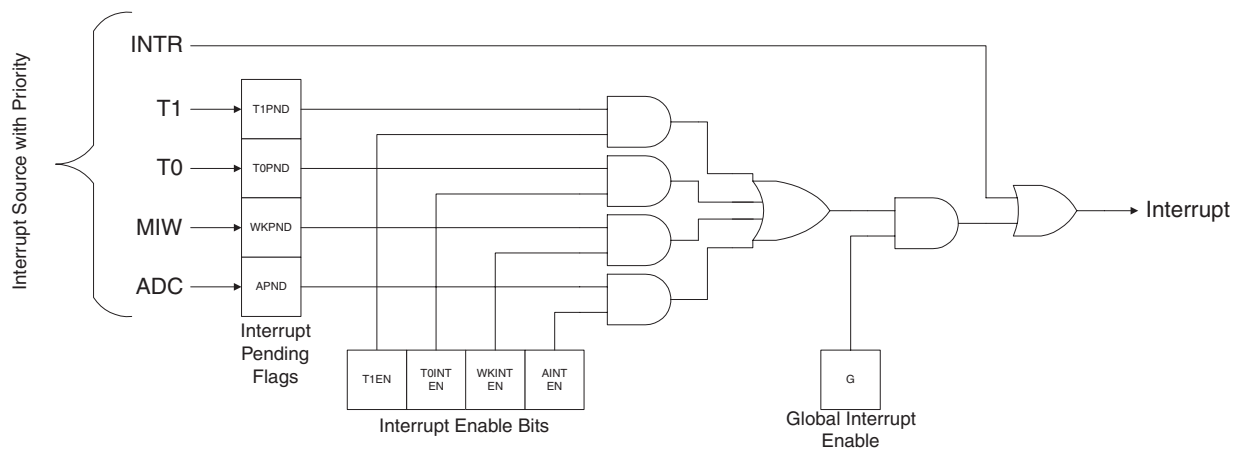 Interrupt Source with Priority
INTR
T1
T1PND
T0
T0PND
MIW
WKPND
ADC
APND
Interrupt
Pending
Flags
T1EN
T0INT
EN
WKINT
EN
AINT
EN
Interrupt Enable Bits
G
Global Interrupt
Enable
Interrupt